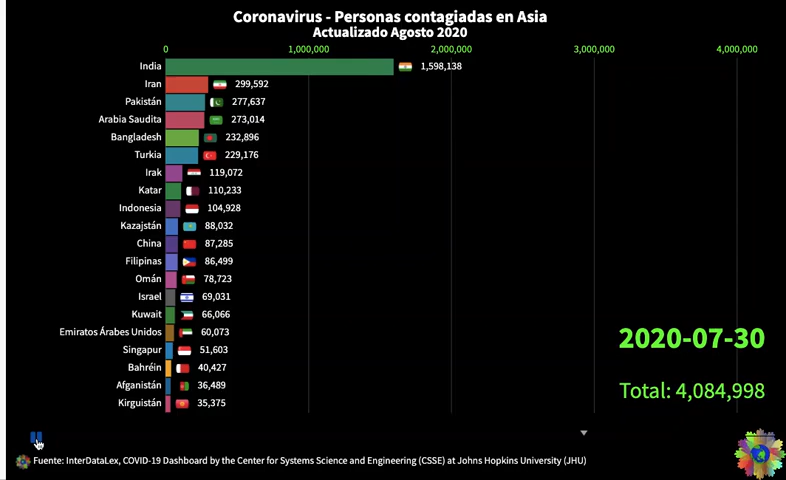 Coronavirus - Personas contagiadas en Asia
Actualizado Agosto 2020
0 1,000,000 2,000,000 3,000,000 4,000,000
India 1,598,138
Iran 299,592
Pakistán 277,637
Arabia Saudita 273,014
Bangladesh 232,896
Turkia 229,176
Irak 119,072
Katar 110,233
Indonesia 104,928
Kazajstán 88,032
China 87,285
Filipinas 86,499
Omán 78,723
Israel 69,031
Kuwait 66,066
Emiratos Árabes Unidos 60,073
Singapur 51,603
Bahréin 40,427
Afganistán 36,489
Kirguistán 35,375
2020-07-30
Total: 4,084,998
Fuente: InterDataLex, COVID-19 Dashboard by the Center for Systems Science and Engineering (CSSE) at Johns Hopkins University (JHU)